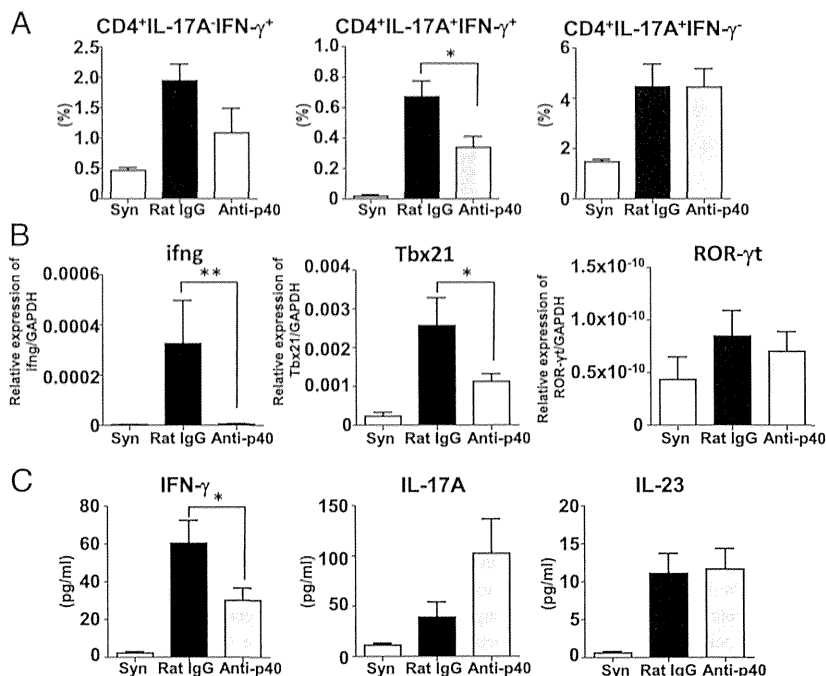 A
CD4+IL-17A-IFN-γ+
CD4+IL-17A+IFN-γ+
CD4+IL-17A+IFN-γ-
(%)
2.5
2.0
1.5
1.0
0.5
0
Syn Rat IgG Anti-p40
(%)
0.8
0.6
0.4
0.2
0
*
Syn Rat IgG Anti-p40
(%)
6
4
2
0
Syn Rat IgG Anti-p40
B
ifng
Tbx21
ROR-γt
Relative expression of
ifng/GAPDH
0.0006
0.0004
0.0002
0
**
Syn Rat IgG Anti-p40
Relative expression of
Tbx21/GAPDH
0.004
0.003
0.002
0.001
0
*
Syn Rat IgG Anti-p40
Relative expression of
ROR-γt/GAPDH
1.5x10-10
1.0x10-10
0.5x10-10
0
Syn Rat IgG Anti-p40
C
IFN-γ
IL-17A
IL-23
(pg/ml)
80
60
40
20
0
*
Syn Rat IgG Anti-p40
(pg/ml)
150
100
50
0
Syn Rat IgG Anti-p40
(pg/ml)
20
15
10
5
0
Syn Rat IgG Anti-p40